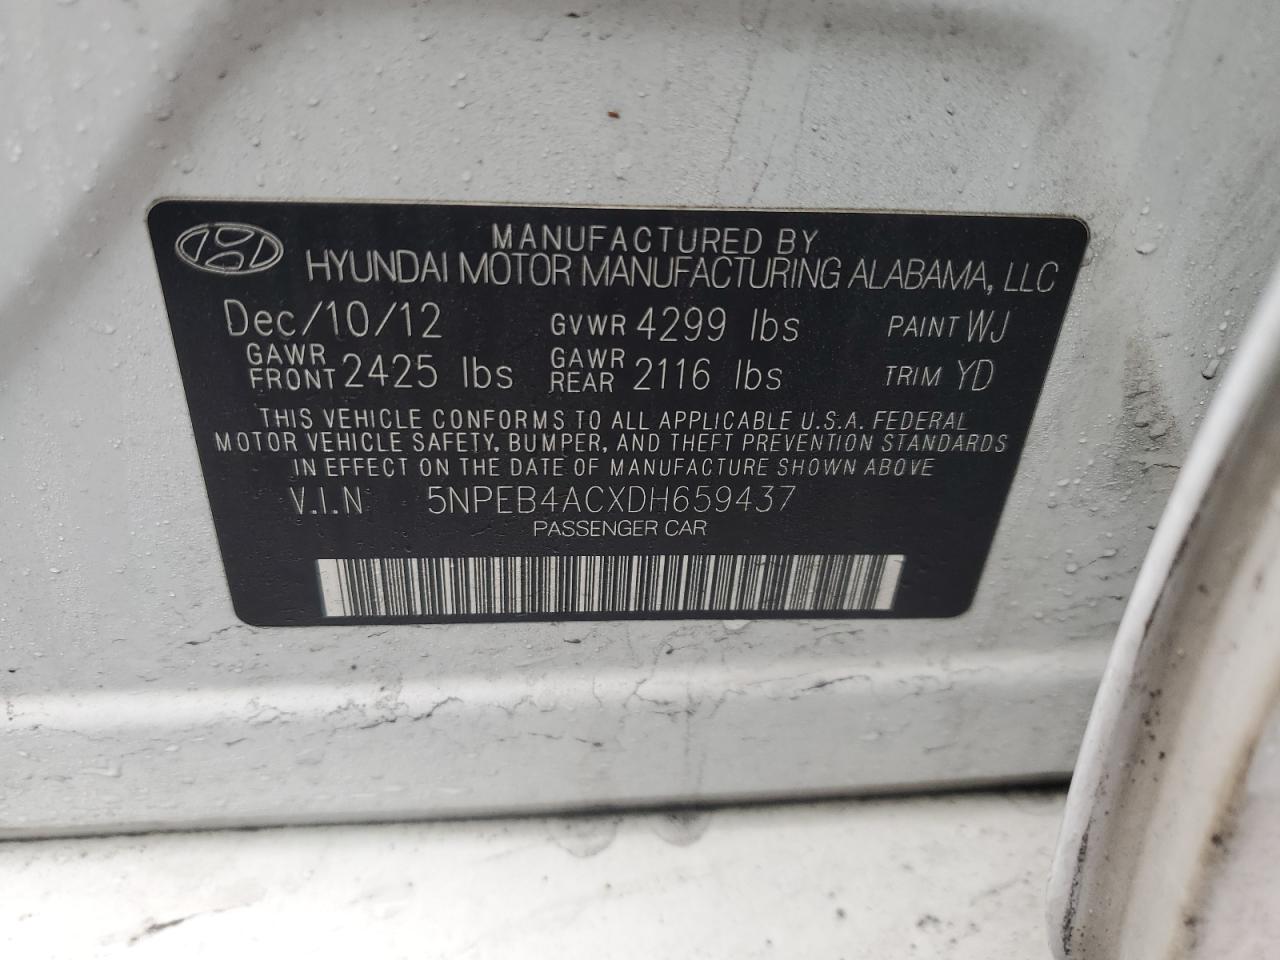 MANUFACTURED BY
HYUNDAI MOTOR MANUFACTURING ALABAMA, LLC
Dec/10/12 GVWR 4299 lbs PAINT WJ
GAWR FRONT 2425 lbs GAWR REAR 2116 lbs TRIM YD
THIS VEHICLE CONFORMS TO ALL APPLICABLE U.S.A. FEDERAL
MOTOR VEHICLE SAFETY, BUMPER, AND THEFT PREVENTION STANDARDS
IN EFFECT ON THE DATE OF MANUFACTURE SHOWN ABOVE
V.I.N 5NPEB4ACXDH659437
PASSENGER CAR